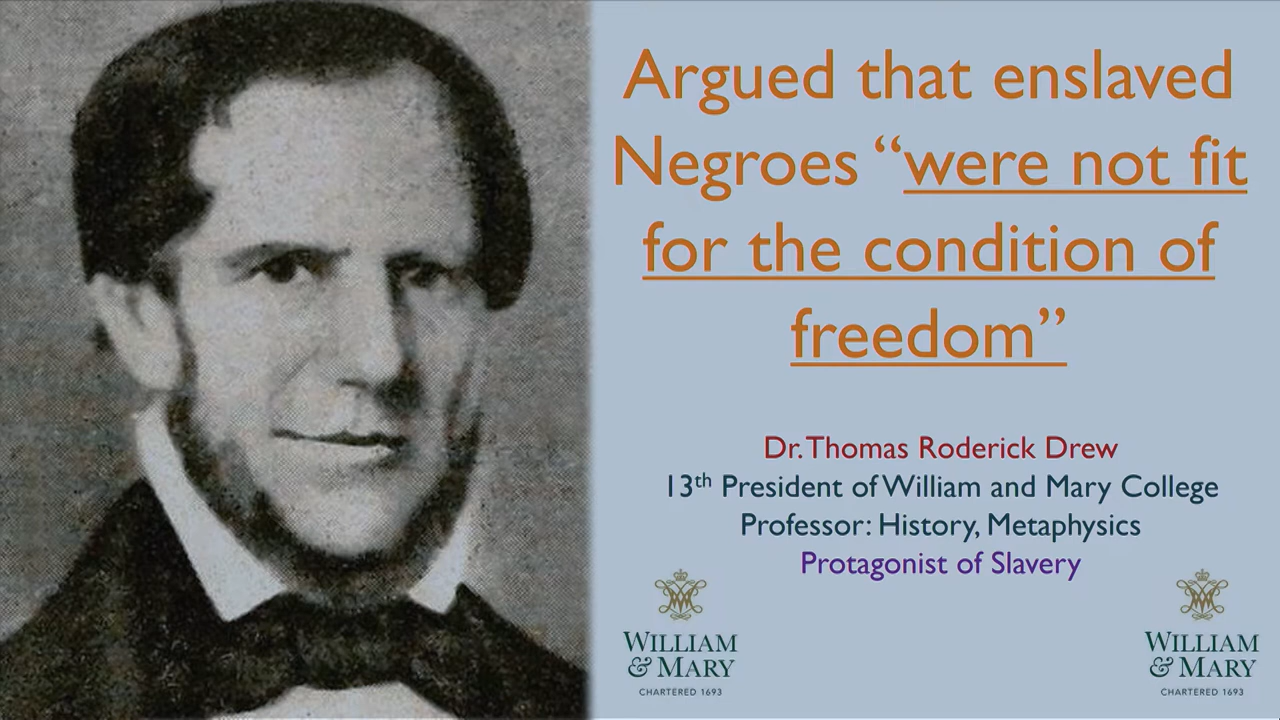 Argued that enslaved
Negroes “were not fit
for the condition of
freedom”
Dr. Thomas Roderick Drew
13th President of William and Mary College
Professor: History, Metaphysics
Protagonist of Slavery
WILLIAM
& MARY
CHARTERED 1693
WILLIAM
& MARY
CHARTERED 1693